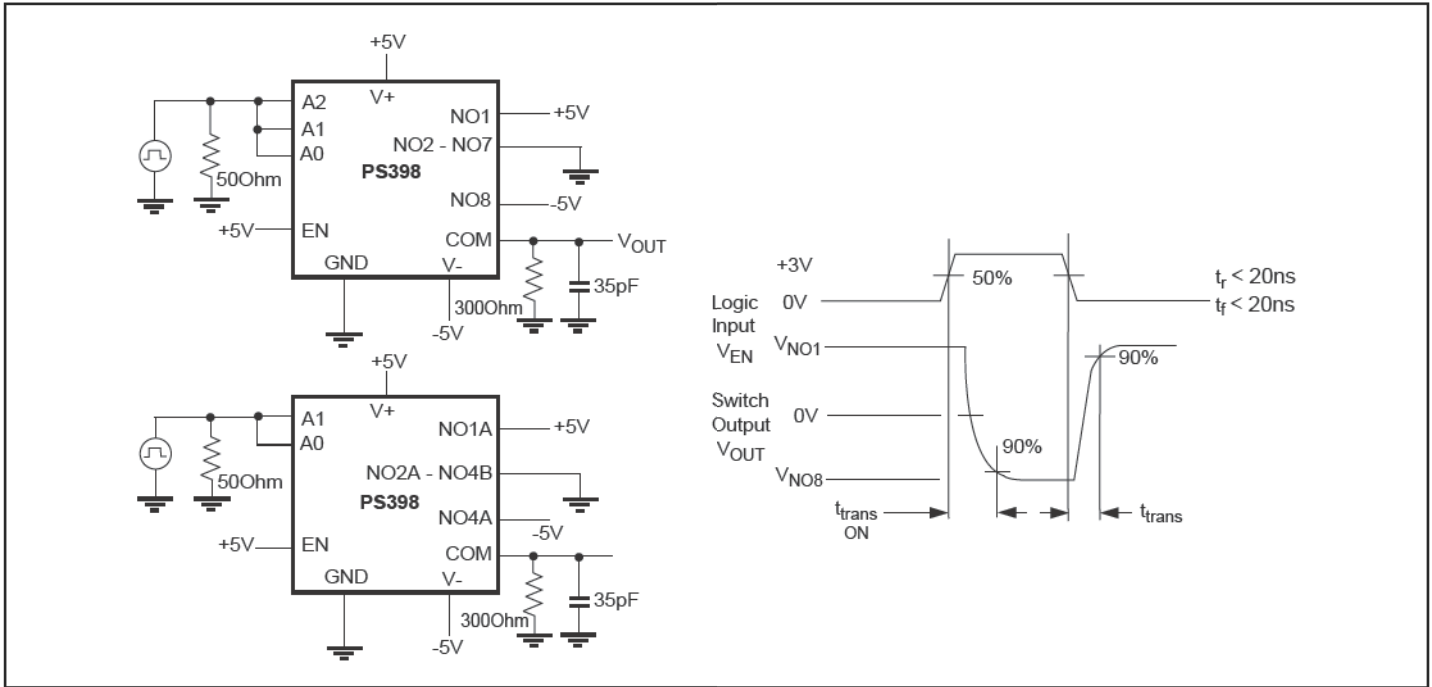 +5V
V+
A2
A1
A0
NO1
+5V
NO2 - NO7
PS398
50Ohm
NO8
-5V
+5V
EN
COM
VOUT
GND
V-
300Ohm
35pF
-5V
+5V
V+
A1
A0
NO1A
+5V
NO2A - NO4B
PS398
50Ohm
NO4A
-5V
+5V
EN
COM
GND
V-
300Ohm
35pF
-5V
+3V
50%
tr < 20ns
Logic
Input
VEN
0V
tf < 20ns
VNO1
90%
Switch
Output
VOUT
0V
90%
VNO8
ttrans
ON
ttrans